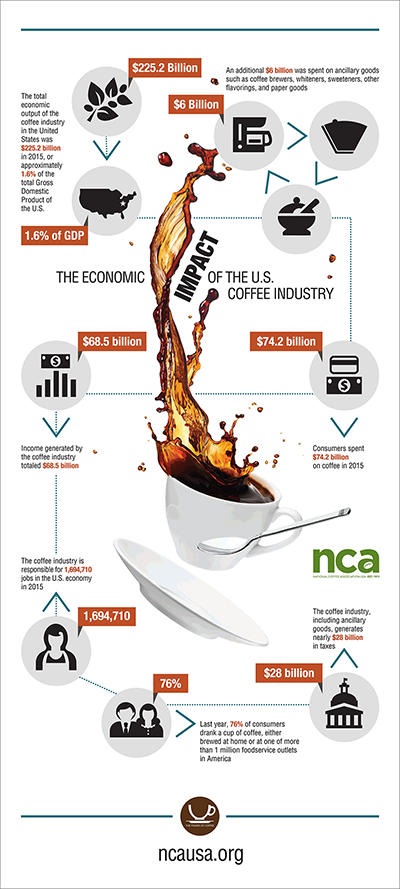 $225.2 Billion
The total
economic
output of the
coffee industry
in the United
States was
$225.2 billion
in 2015, or
approximately
1.6% of the
total Gross
Domestic
Product of
the U.S.
1.6% of GDP
An additional $6 billion was spent on ancillary goods
such as coffee brewers, whiteners, sweeteners, other
flavorings, and paper goods
$6 Billion
THE ECONOMIC IMPACT OF THE U.S.
COFFEE INDUSTRY
$68.5 billion
$
Income generated by
the coffee industry
totaled $68.5 billion
$74.2 billion
$
Consumers spent
$74.2 billion
on coffee in 2015
The coffee industry is
responsible for 1,694,710
jobs in the U.S. economy
in 2015
1,694,710
nca
NATIONAL COFFEE ASSOCIATION USA EST 1911
The coffee industry,
including ancillary
goods, generates
nearly $28 billion
in taxes
$28 billion
76%
Last year, 76% of consumers
drank a cup of coffee, either
brewed at home or at one of more
than 1 million foodservice outlets
in America
ncausa.org